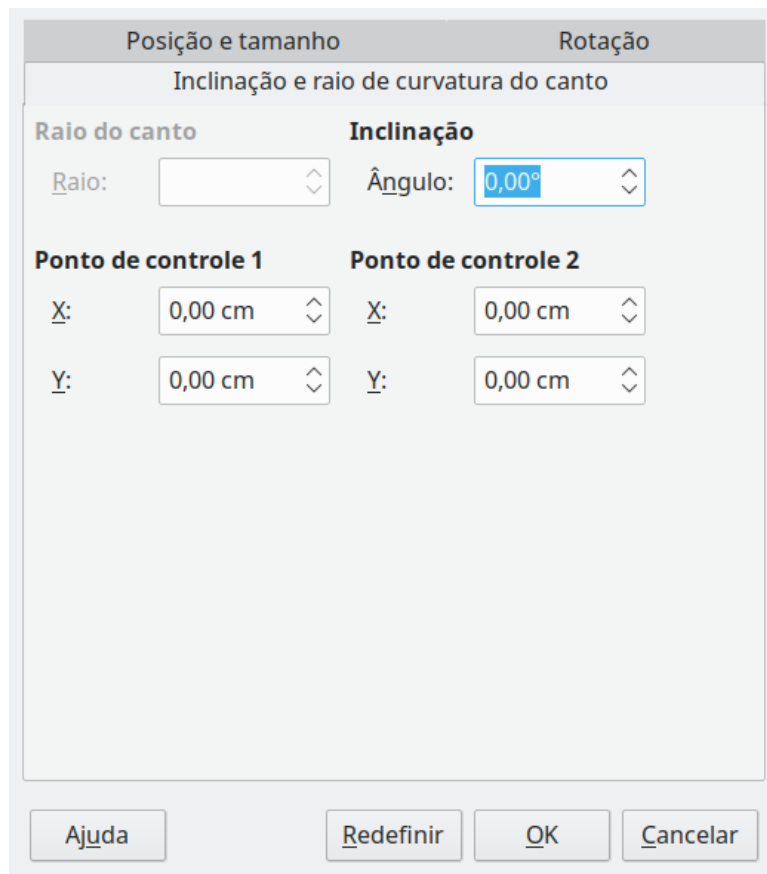 Posição e tamanho Rotação
Inclinação e raio de curvatura do canto
Raio do canto Inclinação
Raio: Ângulo: 0,00°
Ponto de controle 1 Ponto de controle 2
X: 0,00 cm X: 0,00 cm
Y: 0,00 cm Y: 0,00 cm
Ajuda Redefinir OK Cancelar